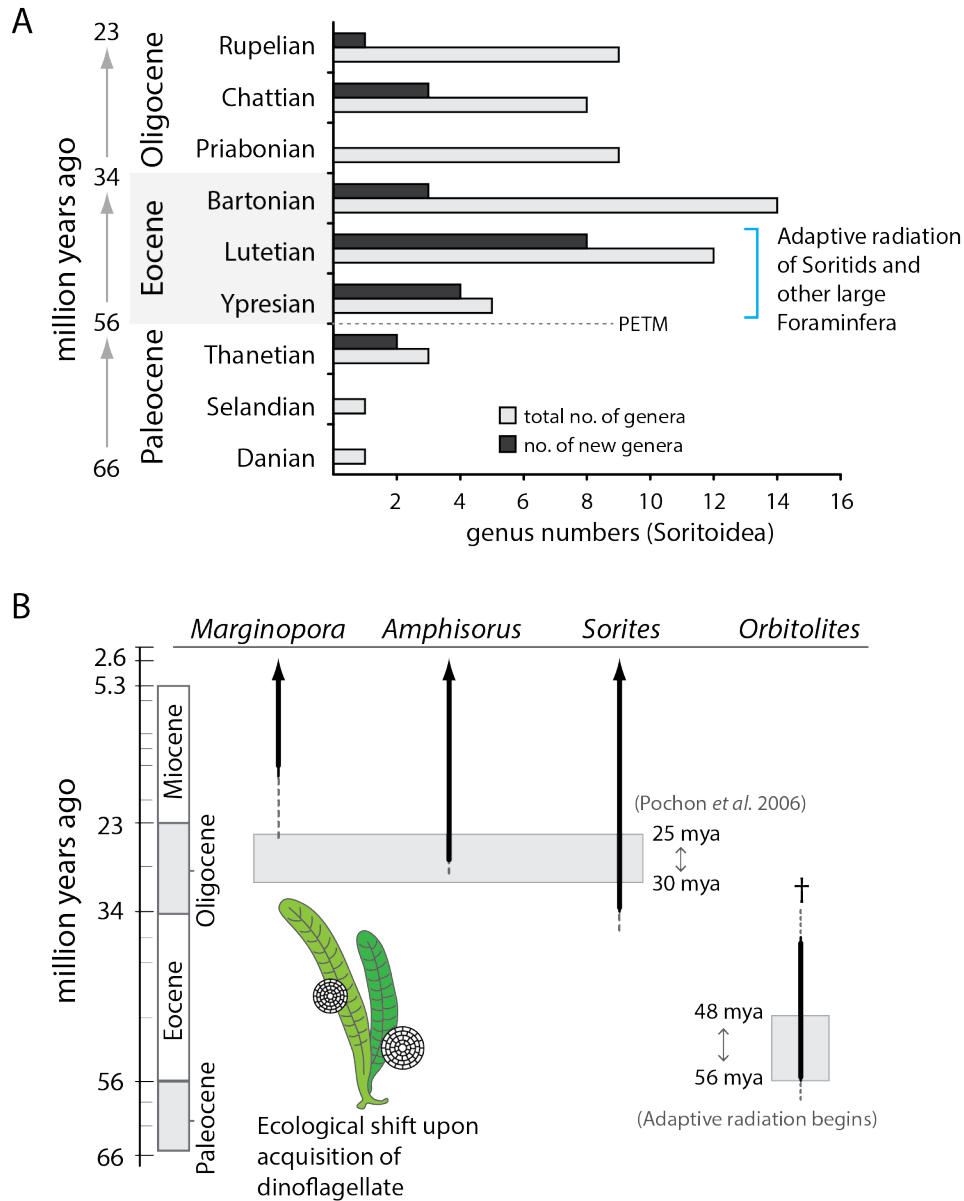 A
23
34
56
66
million years ago
Oligocene
Eocene
Paleocene
Rupelian
Chattian
Priabonian
Bartonian
Lutetian
Ypresian
Thanetian
Selandian
Danian
PETM
Adaptive radiation
of Soritids and
other large
Foraminfera
total no. of genera
no. of new genera
2 4 6 8 10 12 14 16
genus numbers (Soritoidea)
B
Marginopora Amphisorus Sorites Orbitolites
2.6
5.3
23
34
56
66
million years ago
Miocene
Oligocene
Eocene
Paleocene
(Pochon et al. 2006)
25 mya
30 mya
†
48 mya
56 mya
(Adaptive radiation begins)
Ecological shift upon
acquisition of
dinoflagellate